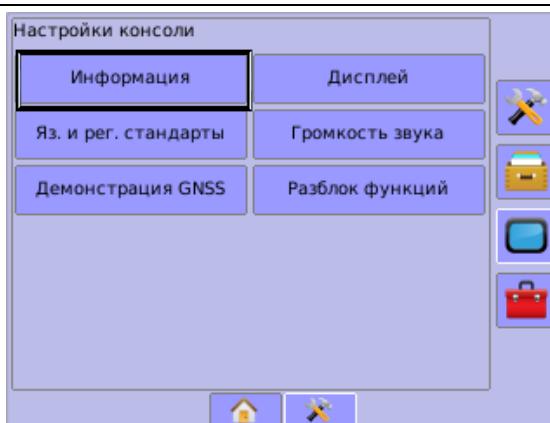 Настройки консоли
Информация
Дисплей
Яз. и рег. стандарты
Громкость звука
Демонстрация GNSS
Разблок функций